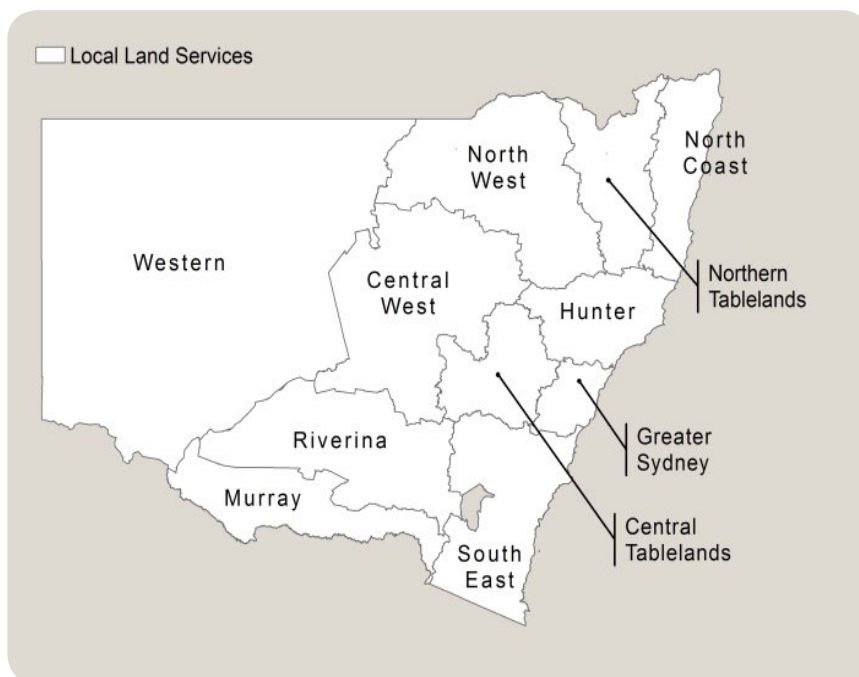 Local Land Services
North
West
North
Coast
Western
Central
West
Northern
Tablelands
Hunter
Riverina
Greater
Sydney
Murray
Central
Tablelands
South
East